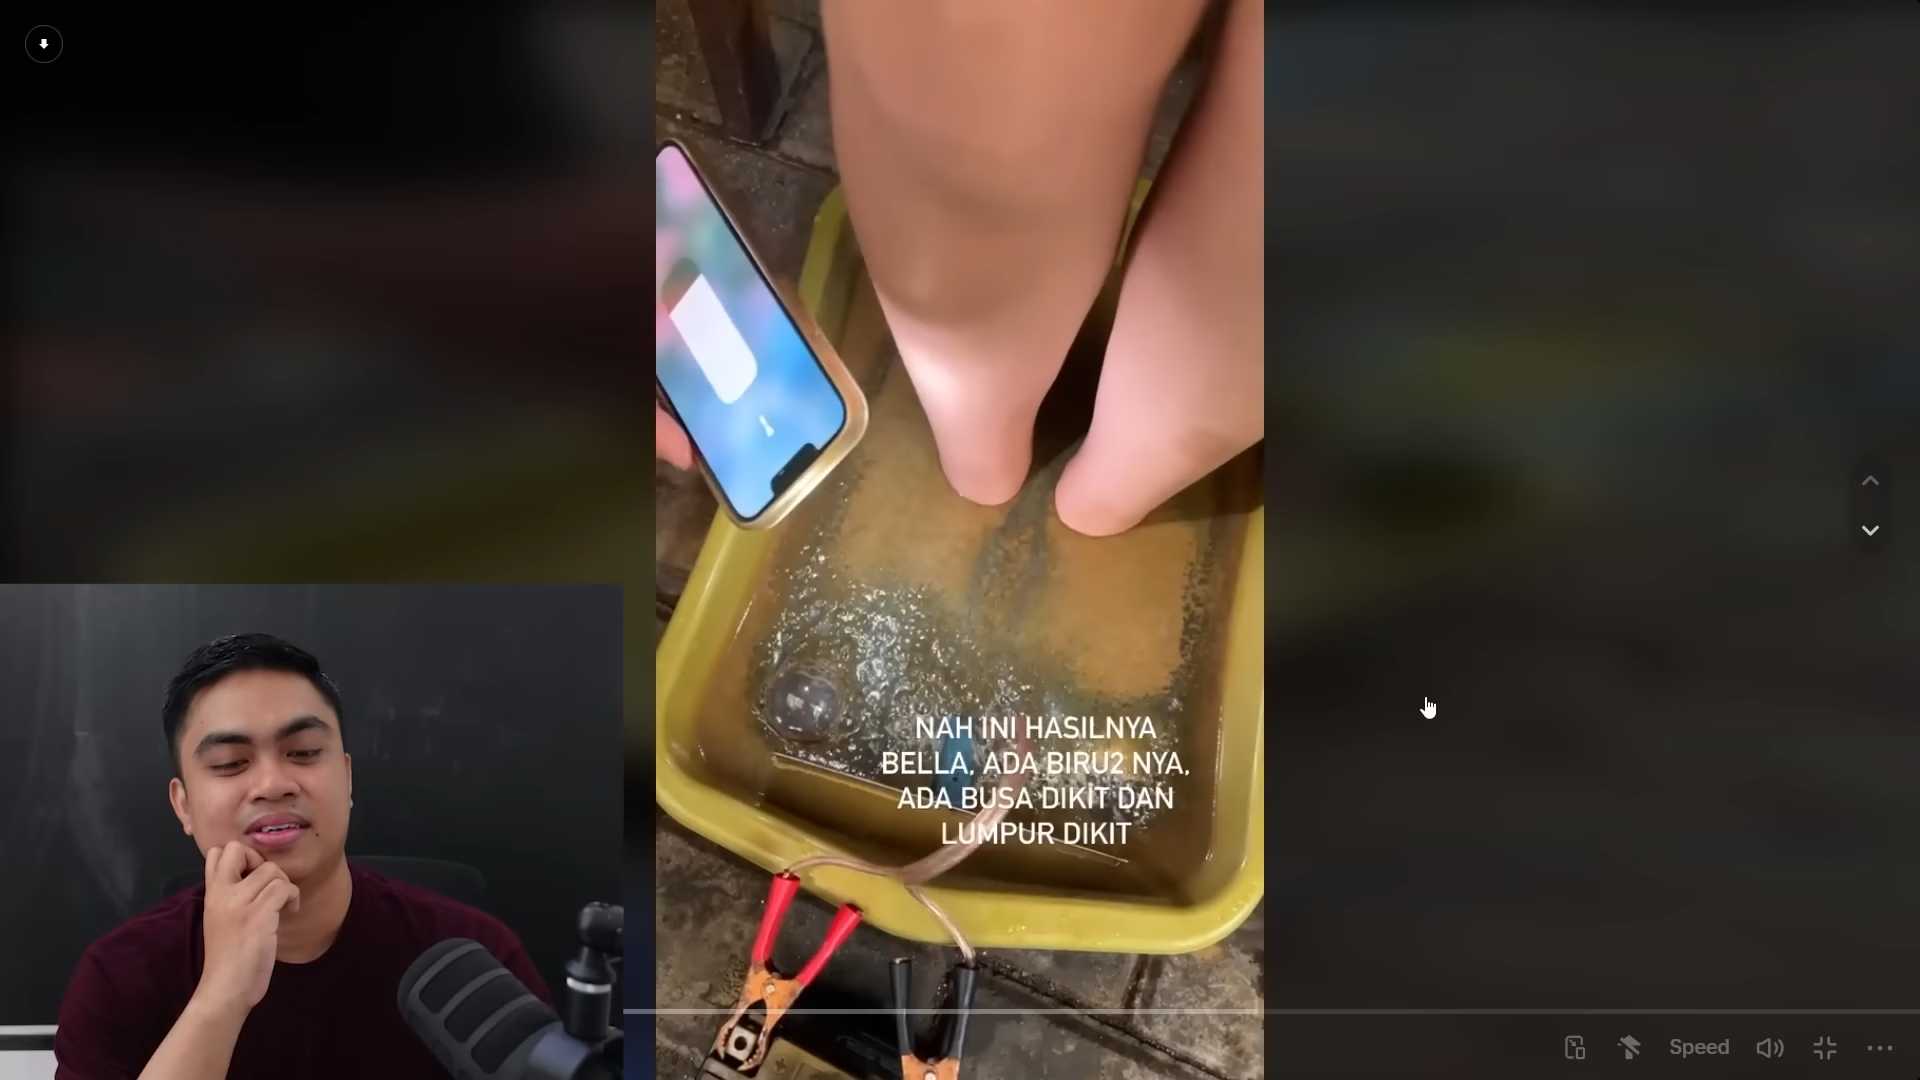 NAH INI HASILNYA
BELLA, ADA BIRU2 NYA,
ADA BUSA DIKIT DAN
LUMPUR DIKIT
Speed